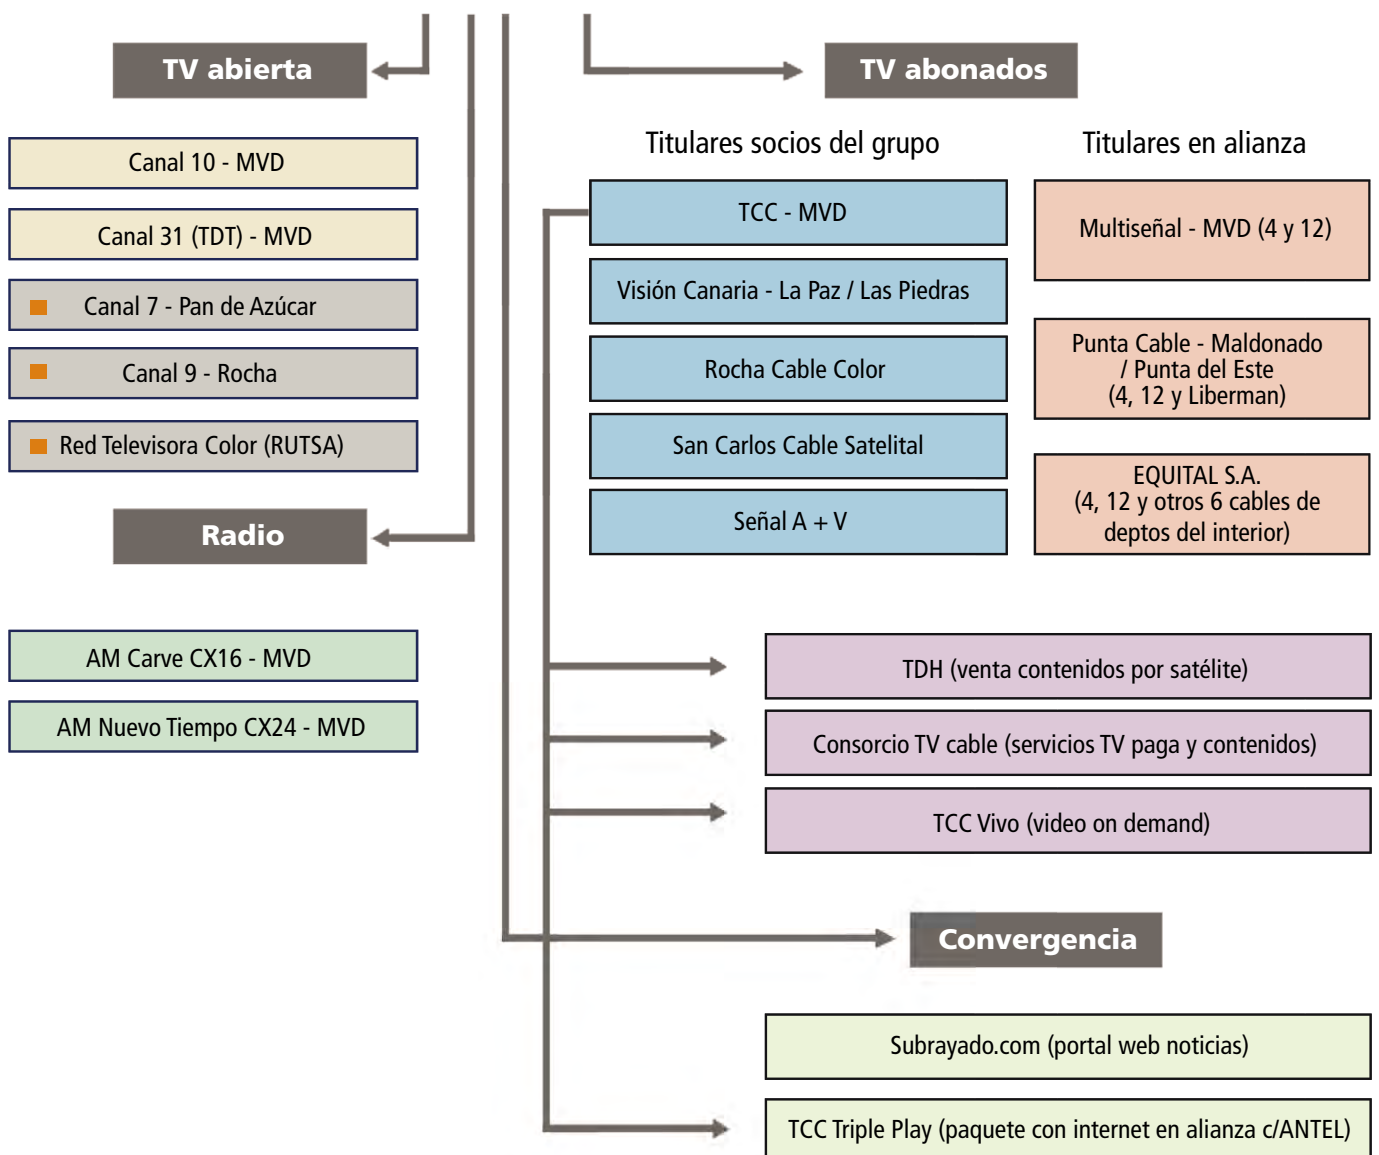 TV abierta
Canal 10 - MVD
Canal 31 (TDT) - MVD
Canal 7 - Pan de Azúcar
Canal 9 - Rocha
Red Televisora Color (RUTSA)
Radio
AM Carve CX16 - MVD
AM Nuevo Tiempo CX24 - MVD
TV abonados
Titulares socios del grupo
TCC - MVD
Visión Canaria - La Paz / Las Piedras
Rocha Cable Color
San Carlos Cable Satelital
Señal A + V
Titulares en alianza
Multiseñal - MVD (4 y 12)
Punta Cable - Maldonado
/ Punta del Este
(4, 12 y Liberman)
EQUITAL S.A.
(4, 12 y otros 6 cables de
deptos del interior)
TDH (venta contenidos por satélite)
Consorcio TV cable (servicios TV paga y contenidos)
TCC Vivo (video on demand)
Convergencia
Subrayado.com (portal web noticias)
TCC Triple Play (paquete con internet en alianza c/ANTEL)